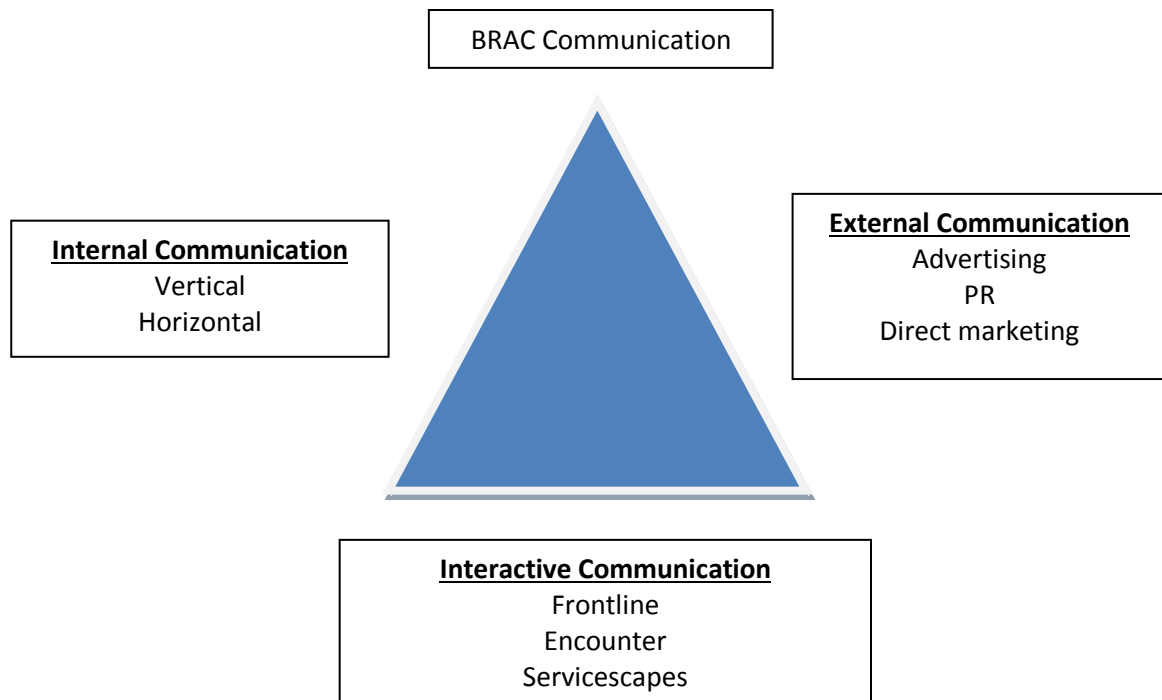 BRAC Communication
Internal Communication
Vertical
Horizontal
External Communication
Advertising
PR
Direct marketing
Interactive Communication
Frontline
Encounter
Servicescapes